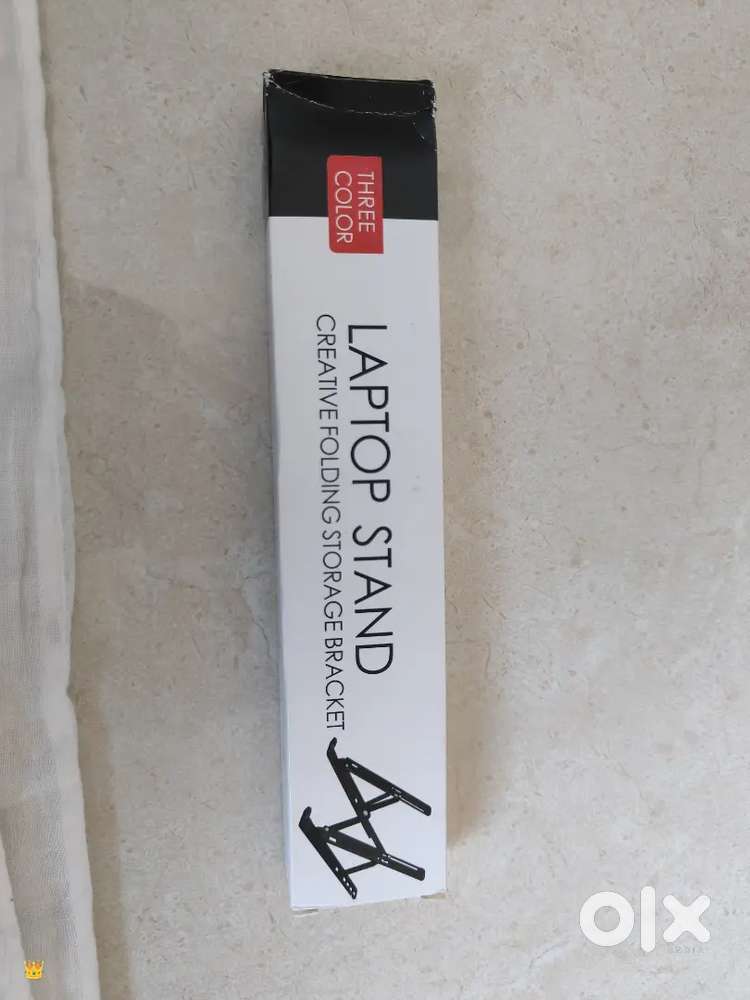 THREE
COLOR
LAPTOP STAND
CREATIVE FOLDING STORAGE BRACKET
olx